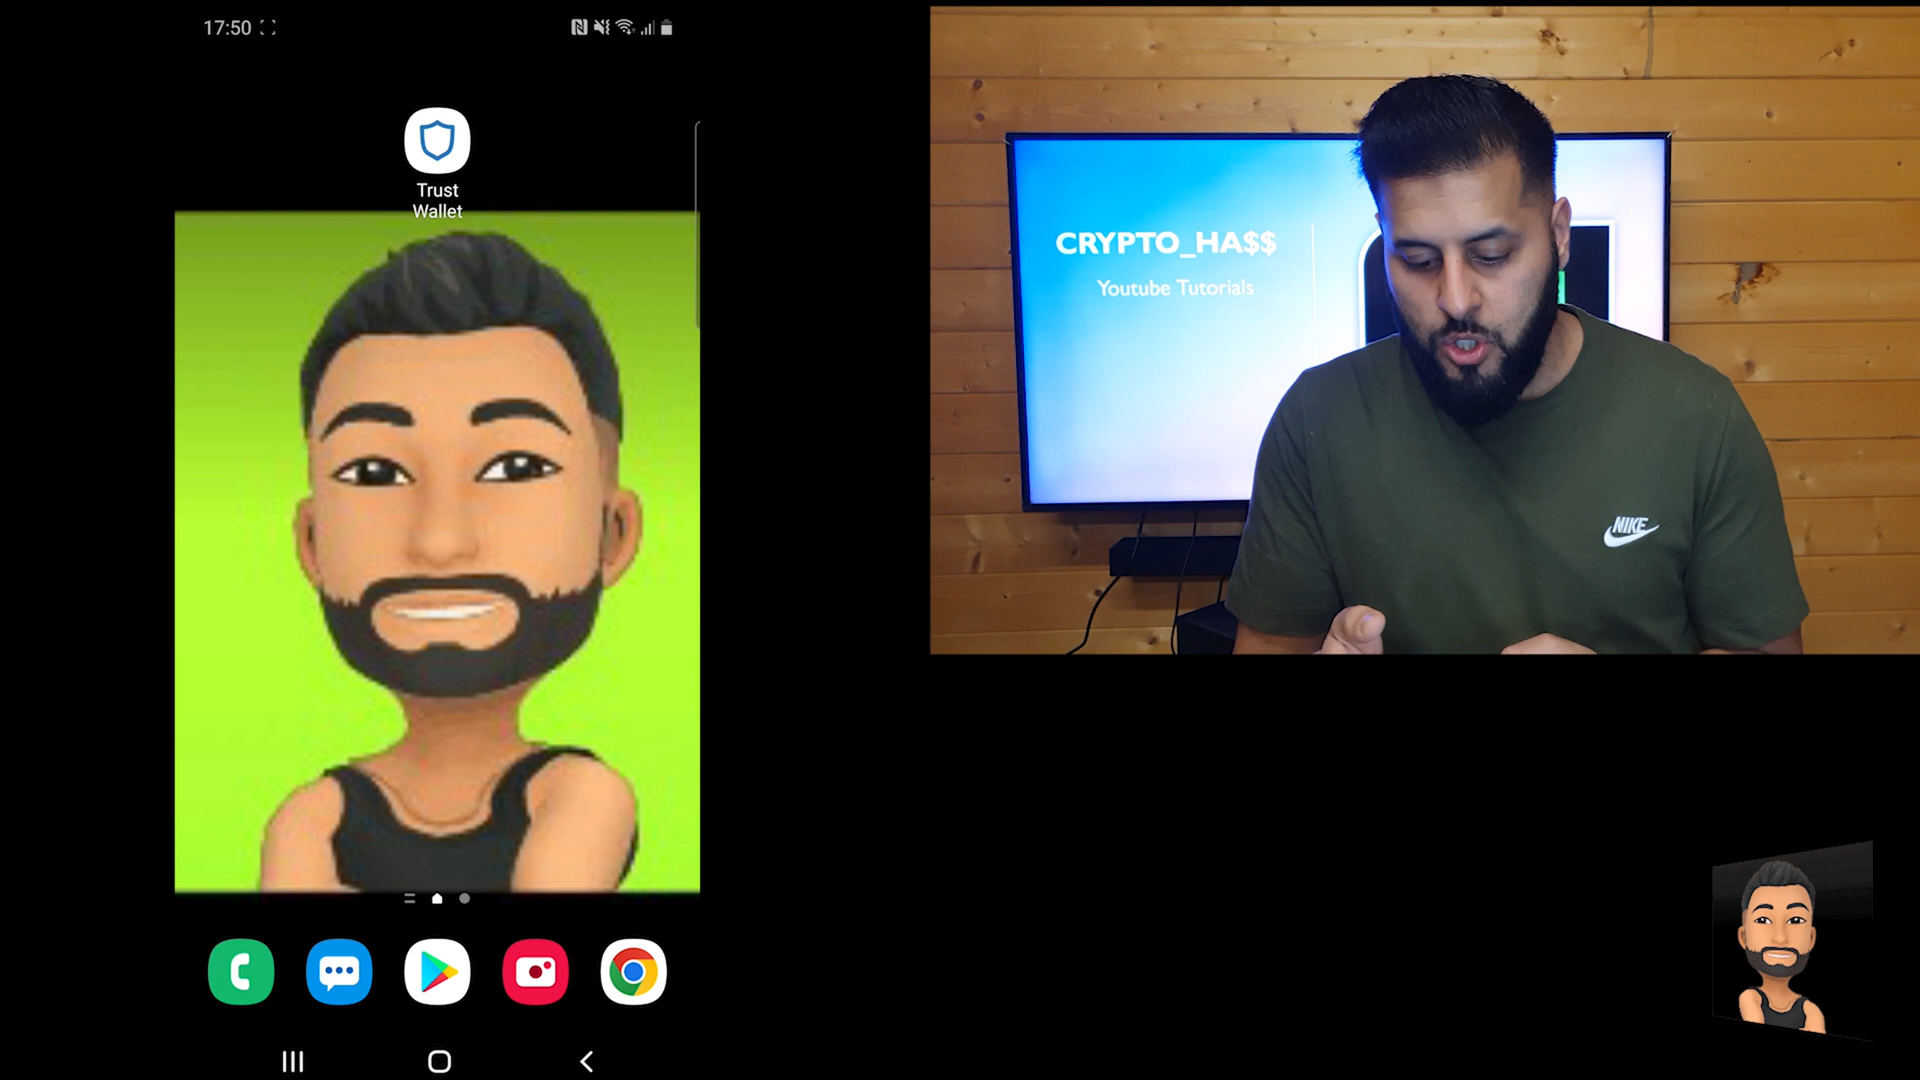 17:50
Trust
Wallet
CRYPTO_HA$$
Youtube Tutorials
NIKE